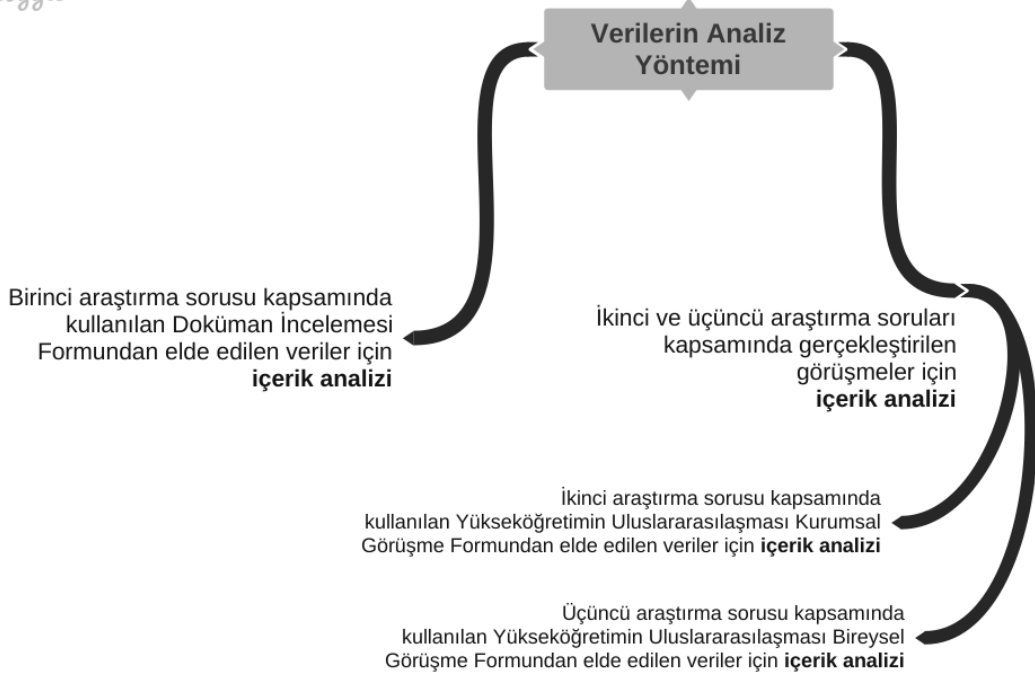 Verilerin Analiz
Yöntemi
Birinci araştırma sorusu kapsamında
kullanılan Doküman İncelemesi
Formundan elde edilen veriler için
içerik analizi
İkinci ve üçüncü araştırma soruları
kapsamında gerçekleştirilen
görüşmeler için
içerik analizi
İkinci araştırma sorusu kapsamında
kullanılan Yükseköğretimin Uluslararasılaşması Kurumsal
Görüşme Formundan elde edilen veriler için içerik analizi
Üçüncü araştırma sorusu kapsamında
kullanılan Yükseköğretimin Uluslararasılaşması Bireysel
Görüşme Formundan elde edilen veriler için içerik analizi